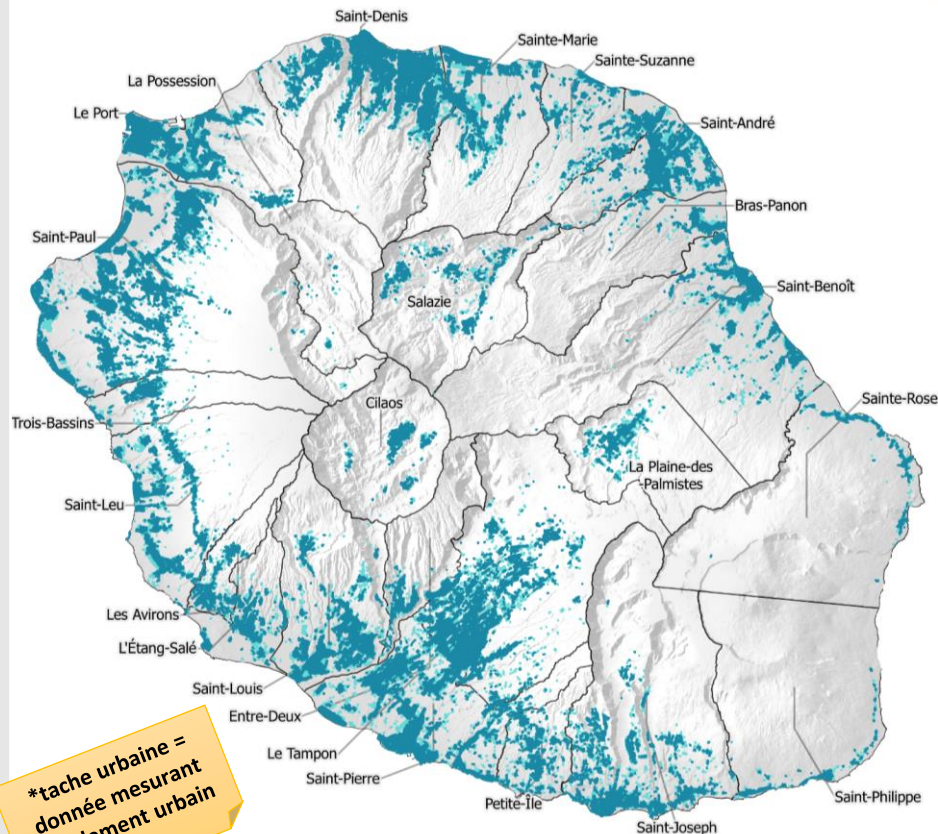 Saint-Denis
Sainte-Marie
Sainte-Suzanne
La Possession
Le Port
Saint-André
Bras-Panon
Saint-Paul
Saint-Benoît
Salazie
Cilaos
Sainte-Rose
Trois-Bassins
La Plaine-des
-Palmistes
Saint-Leu
Les Avirons
L'Étang-Salé
Saint-Louis
Entre-Deux
Le Tampon
Saint-Pierre
Petite-Île
Saint-Joseph
Saint-Philippe
*tache urbaine =
donnée mesurant
urbain